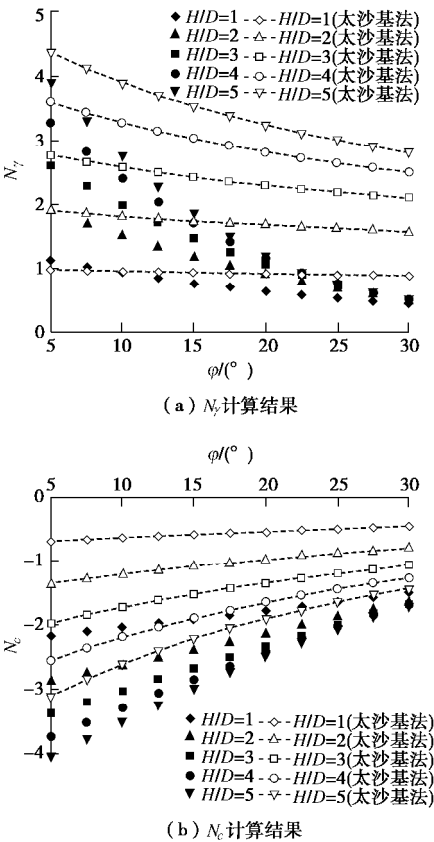 5
4
3
2
1
0
N_γ
H/D=1 H/D=1(太沙基法)
H/D=2 H/D=2(太沙基法)
H/D=3 H/D=3(太沙基法)
H/D=4 H/D=4(太沙基法)
H/D=5 H/D=5(太沙基法)
5 10 15 20 25 30
φ/(°)
(a) N_γ计算结果
φ/(°)
5 10 15 20 25 30
0
-1
-2
-3
-4
N_c
H/D=1 H/D=1(太沙基法)
H/D=2 H/D=2(太沙基法)
H/D=3 H/D=3(太沙基法)
H/D=4 H/D=4(太沙基法)
H/D=5 H/D=5(太沙基法)
(b) N_c计算结果